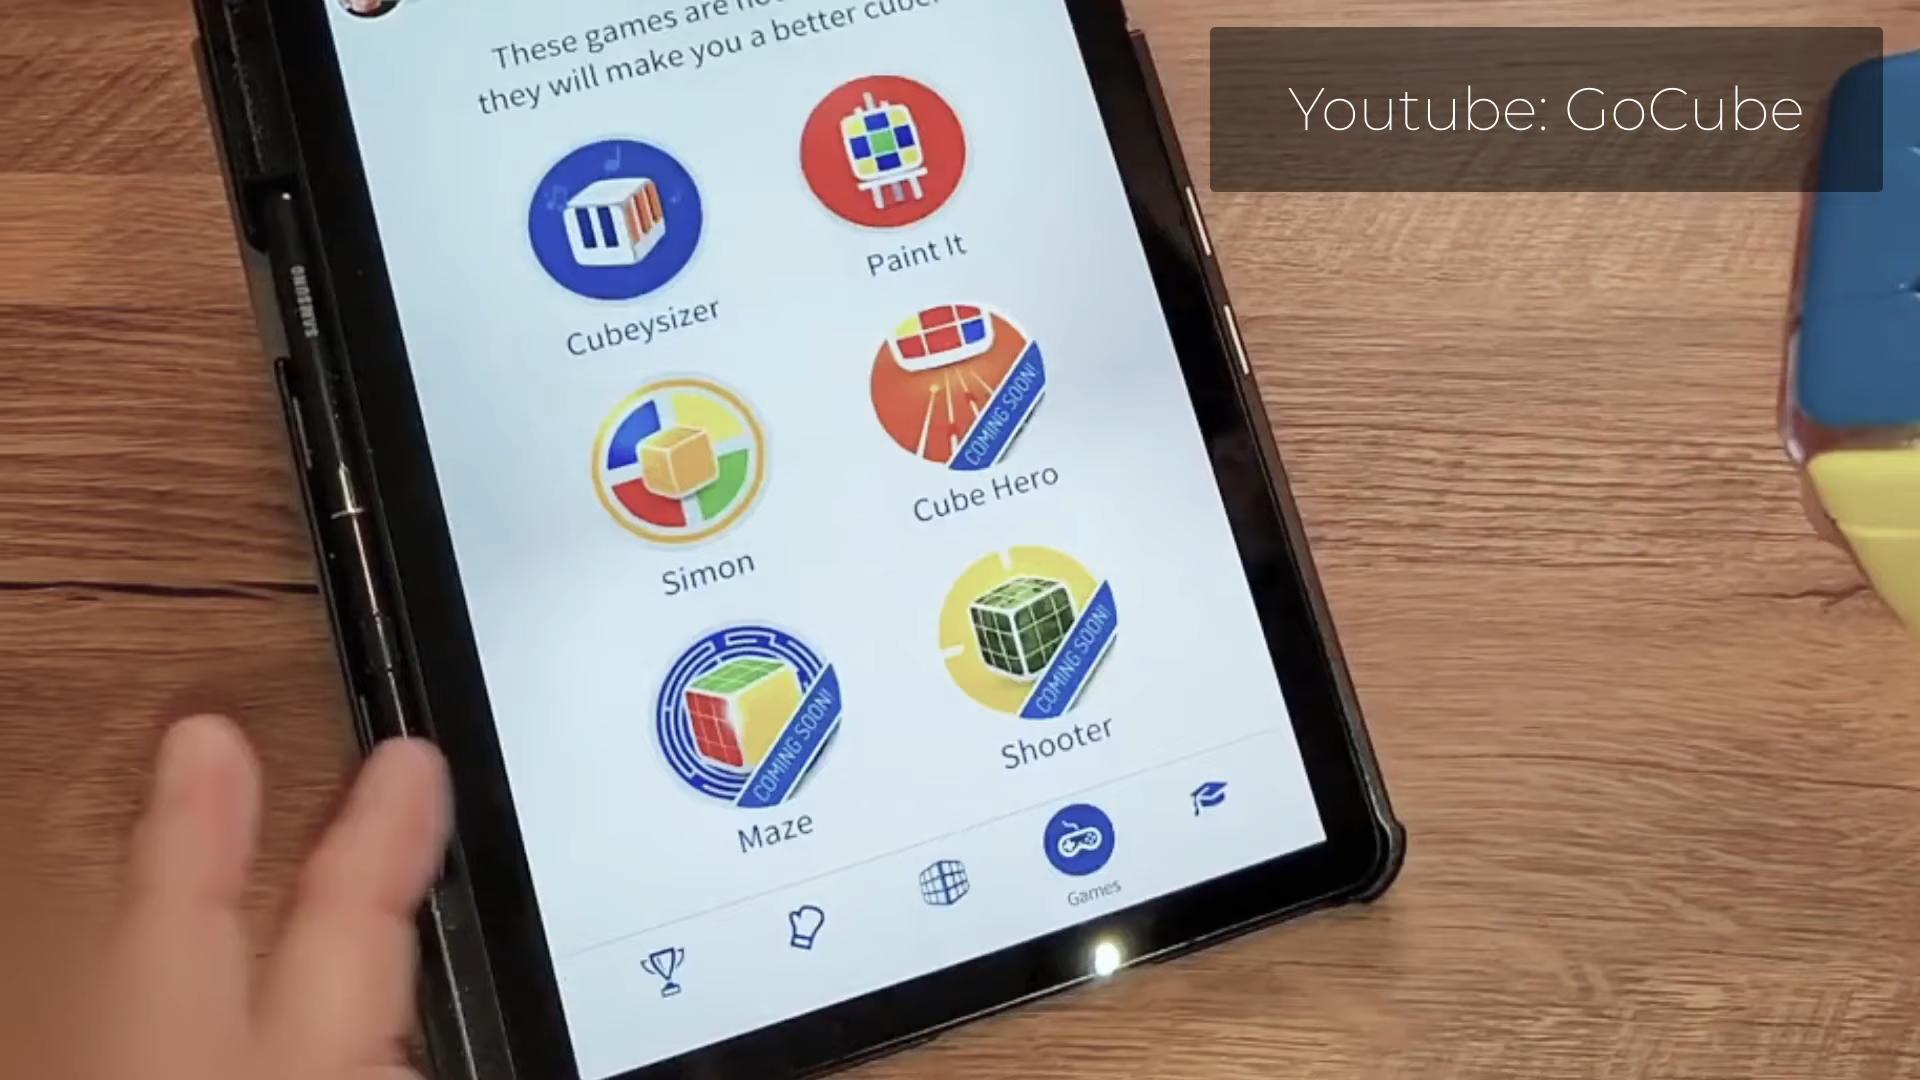 Youtube: GoCube
These games are
they will make you a better
Cubeysizer
Paint It
Simon
COMING SOON!
Cube Hero
COMING SOON!
Maze
COMING SOON!
Shooter
Games
SAMSUNG